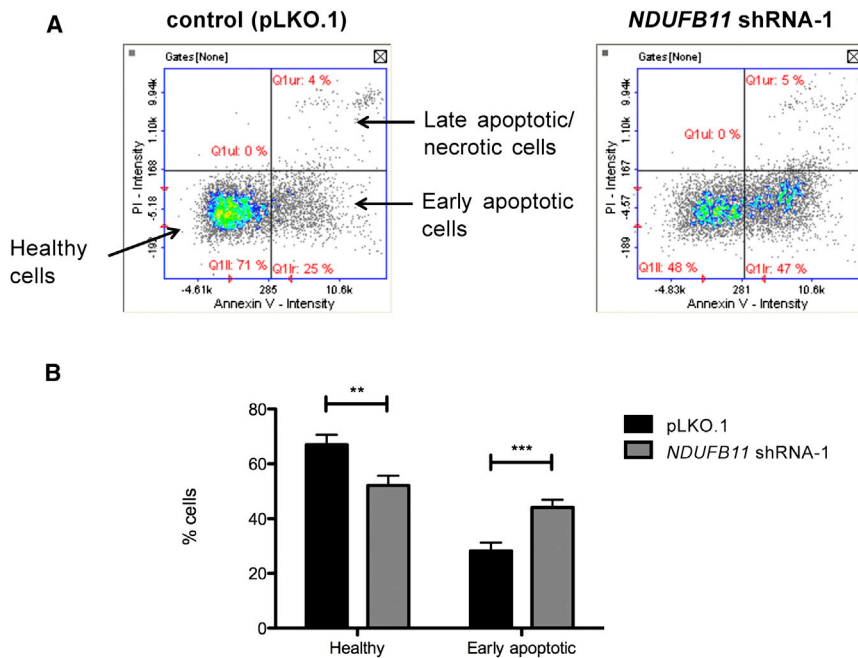 A
control (pLKO.1)
NDUFB11 shRNA-1
Gates[None]
Q1ur: 4 %
Q1ul: 0 %
Q1ll: 71 %
Q1lr: 25 %
PI - Intensity
9.94k
1.10k
168
-5.18
-4.61k
285
10.6k
Annexin V - Intensity
Late apoptotic/
necrotic cells
Early apoptotic
cells
Healthy
cells
Gates[None]
Q1ur: 5 %
Q1ul: 0 %
Q1ll: 48 %
Q1lr: 47 %
PI - Intensity
9.94k
1.10k
167
-4.57
-189
-4.83k
281
10.6k
Annexin V - Intensity
B
% cells
80
60
40
20
0
**
***
Healthy
Early apoptotic
pLKO.1
NDUFB11 shRNA-1